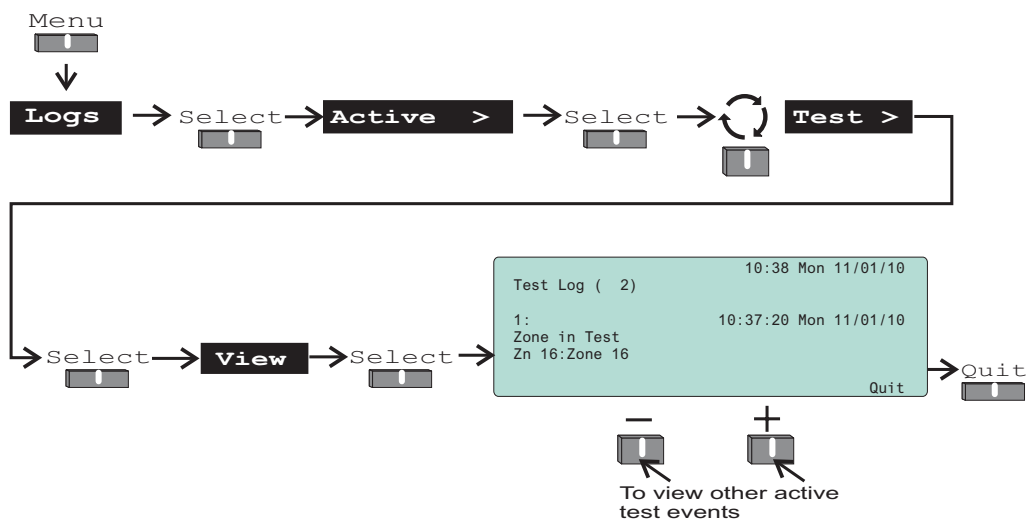 Menu
Logs
Select
Active >
Select
Test >
Select
View
Select
10:38 Mon 11/01/10
Test Log ( 2)
1: 10:37:20 Mon 11/01/10
Zone in Test
Zn 16:Zone 16
Quit
Quit
– +
To view other active
test events